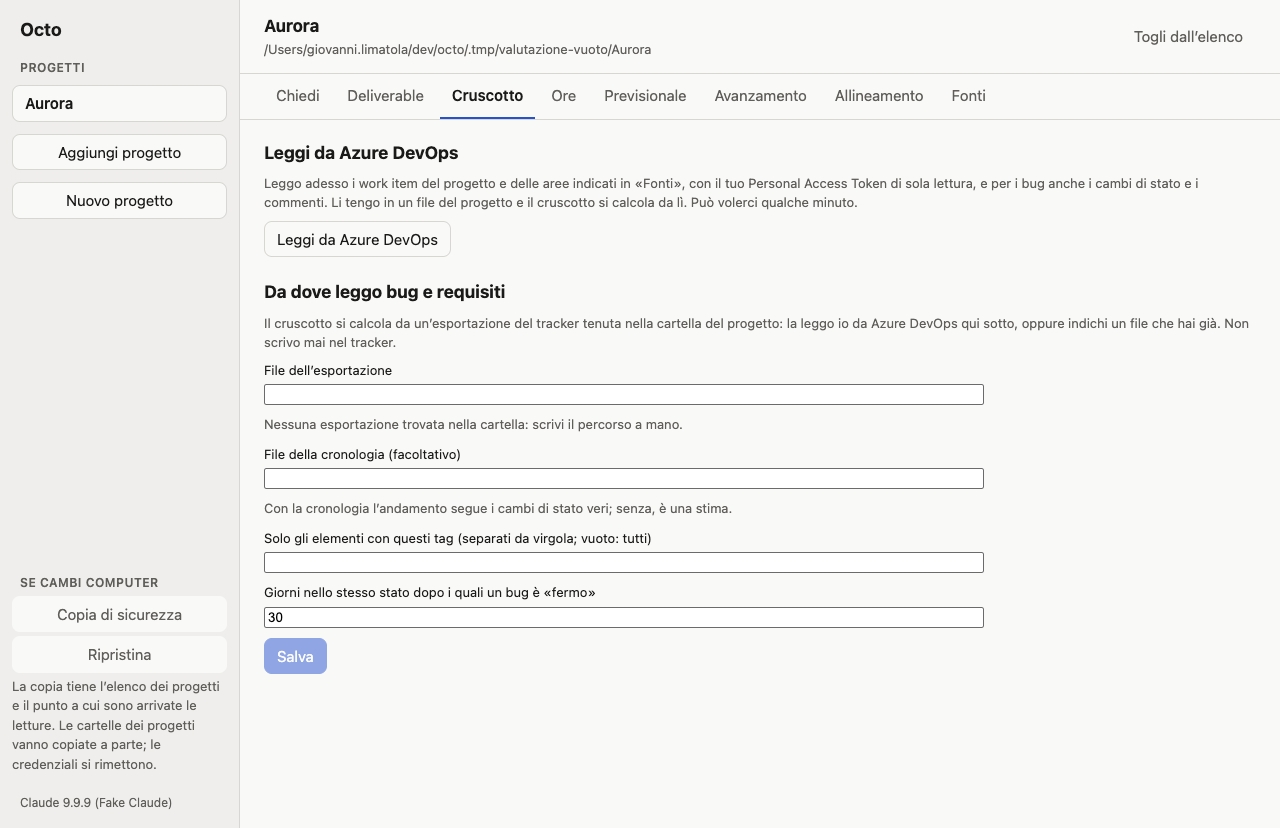 Octo
PROGETTI
Aurora
Aggiungi progetto
Nuovo progetto
SE CAMBI COMPUTER
Copia di sicurezza
Ripristina
La copia tiene l’elenco dei progetti
e il punto a cui sono arrivate le
letture. Le cartelle dei progetti
vanno copiate a parte; le
credenziali si rimettono.
Claude 9.9.9 (Fake Claude)
Aurora
/Users/giovanni.limatola/dev/octo/.tmp/valutazione-vuoto/Aurora
Togli dall’elenco
Chiedi Deliverable Cruscotto Ore Previsionale Avanzamento Allineamento Fonti
Leggi da Azure DevOps
Leggo adesso i work item del progetto e delle aree indicati in «Fonti», con il tuo Personal Access Token di sola lettura, e per i bug anche i cambi di stato e i
commenti. Li tengo in un file del progetto e il cruscotto si calcola da lì. Può volerci qualche minuto.
Leggi da Azure DevOps
Da dove leggo bug e requisiti
Il cruscotto si calcola da un’esportazione del tracker tenuta nella cartella del progetto: la leggo io da Azure DevOps qui sotto, oppure indichi un file che hai già. Non
scrivo mai nel tracker.
File dell’esportazione
Nessuna esportazione trovata nella cartella: scrivi il percorso a mano.
File della cronologia (facoltativo)
Con la cronologia l’andamento segue i cambi di stato veri; senza, è una stima.
Solo gli elementi con questi tag (separati da virgola; vuoto: tutti)
Giorni nello stesso stato dopo i quali un bug è «fermo»
30
Salva